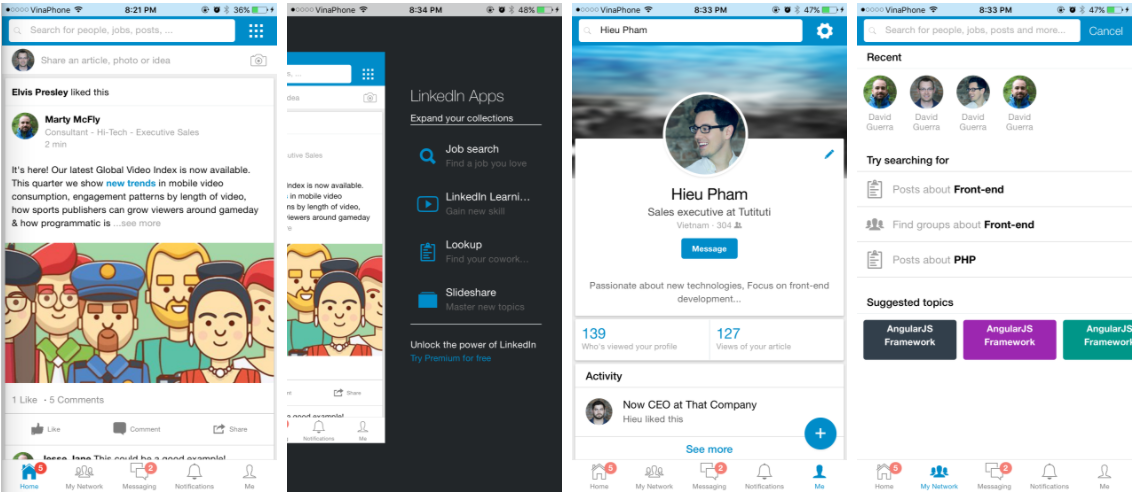 VinaPhone 8:21 PM 36%
Search for people, jobs, posts, ...
Share an article, photo or idea
Elvis Presley liked this
Marty McFly
Consultant - Hi-Tech - Executive Sales
2 min
It's here! Our latest Global Video Index is now available.
This quarter we show new trends in mobile video
consumption, engagement patterns by length of video,
how sports publishers can grow viewers around gameday
& how programmatic is ...see more
1 Like • 5 Comments
Like Comment Share
Jesse Jane This could be a good example!
5 2
Home My Network Messaging Notifications Me
VinaPhone 8:34 PM 48%
s, ...
idea
utive Sales
Index is now available.
in mobile video
ns by length of video,
viewers around gameday
re
nt Share
a good example!
Notifications Me
LinkedIn Apps
Expand your collections
Job search
Find a job you love
LinkedIn Learni...
Gain new skill
Lookup
Find your cowork...
Slideshare
Master new topics
Unlock the power of LinkedIn
Try Premium for free
VinaPhone 8:33 PM 47%
Hieu Pham
Hieu Pham
Sales executive at Tutituti
Vietnam · 304
Message
Passionate about new technologies, Focus on front-end
development...
139 127
Who's viewed your profile Views of your article
Activity
Now CEO at That Company
Hieu liked this
See more
5 2
Home My Network Messaging Notifications Me
VinaPhone 8:33 PM 47%
Search for people, jobs, posts and more... Cancel
Recent
David David David David
Guerra Guerra Guerra Guerra
Try searching for
Posts about Front-end
Find groups about Front-end
Posts about PHP
Suggested topics
AngularJS AngularJS AngularJS
Framework Framework Framework
5 2
Home My Network Messaging Notifications Me